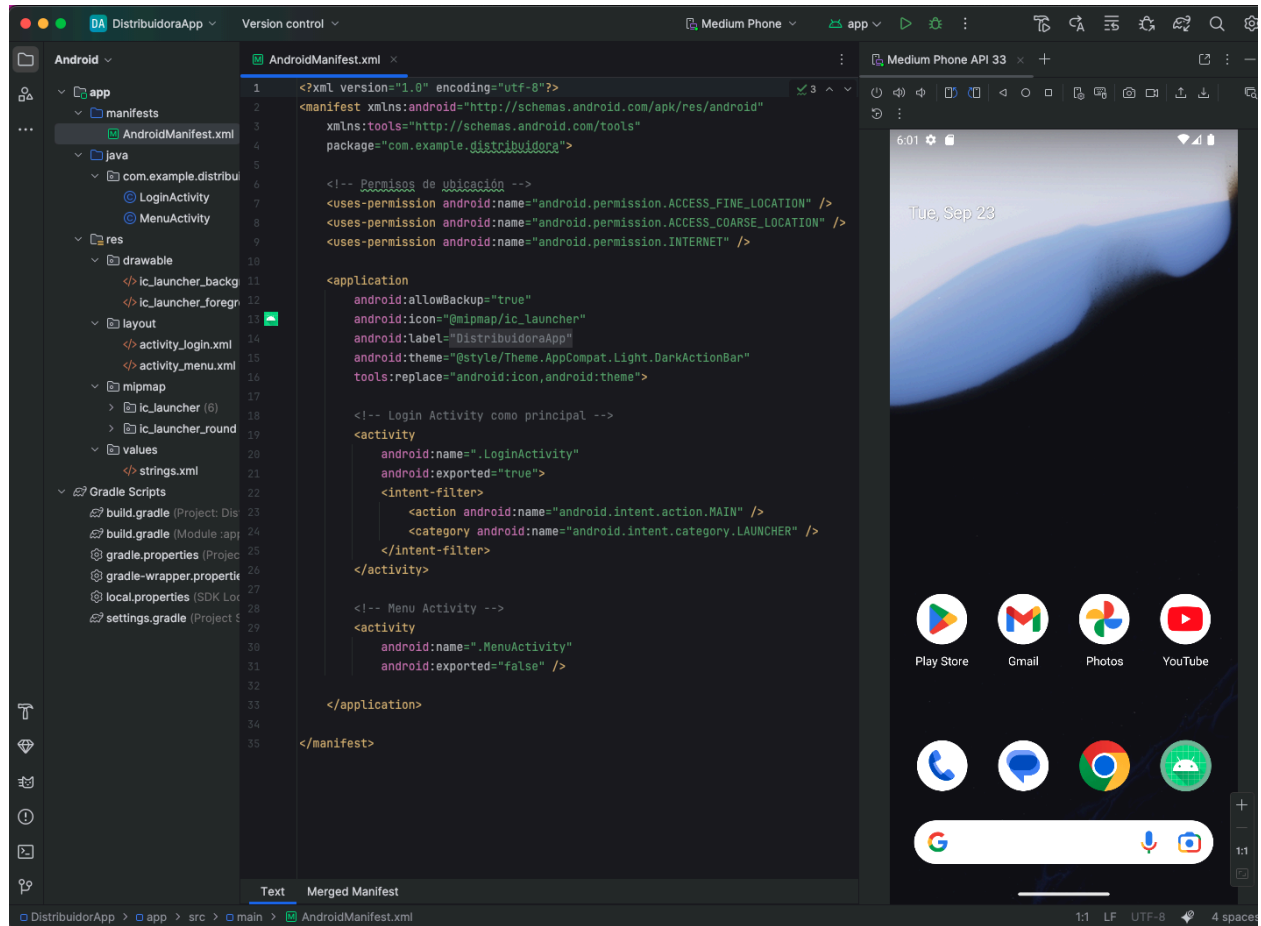 DA DistribuidoraApp
Version control
Medium Phone
app
Android
app
manifests
AndroidManifest.xml
java
com.example.distribui
LoginActivity
MenuActivity
res
drawable
ic_launcher_backgr
ic_launcher_foregr
layout
activity_login.xml
activity_menu.xml
mipmap
ic_launcher (6)
ic_launcher_round
values
strings.xml
Gradle Scripts
build.gradle (Project: Dis
build.gradle (Module :app
gradle.properties (Projec
gradle-wrapper.propertie
local.properties (SDK Loc
settings.gradle (Project S
AndroidManifest.xml
3
1 <?xml version="1.0" encoding="utf-8"?>
2 <manifest xmlns:android="http://schemas.android.com/apk/res/android"
3 xmlns:tools="http://schemas.android.com/tools"
4 package="com.example.distribuidora">
5
6 <!-- Permisos de ubicación -->
7 <uses-permission android:name="android.permission.ACCESS_FINE_LOCATION" />
8 <uses-permission android:name="android.permission.ACCESS_COARSE_LOCATION" />
9 <uses-permission android:name="android.permission.INTERNET" />
10
11 <application
12 android:allowBackup="true"
13 android:icon="@mipmap/ic_launcher"
14 android:label="DistribuidoraApp"
15 android:theme="@style/Theme.AppCompat.Light.DarkActionBar"
16 tools:replace="android:icon,android:theme">
17
18 <!-- Login Activity como principal -->
19 <activity
20 android:name=".LoginActivity"
21 android:exported="true">
22 <intent-filter>
23 <action android:name="android.intent.action.MAIN" />
24 <category android:name="android.intent.category.LAUNCHER" />
25 </intent-filter>
26 </activity>
27
28 <!-- Menu Activity -->
29 <activity
30 android:name=".MenuActivity"
31 android:exported="false" />
32
33 </application>
34
35 </manifest>
Text
Merged Manifest
Medium Phone API 33
6:01
Tue, Sep 23
Play Store
Gmail
Photos
YouTube
G
1:1
DistribuidorApp > app > src > main > AndroidManifest.xml
1:1 LF UTF-8 4 spaces